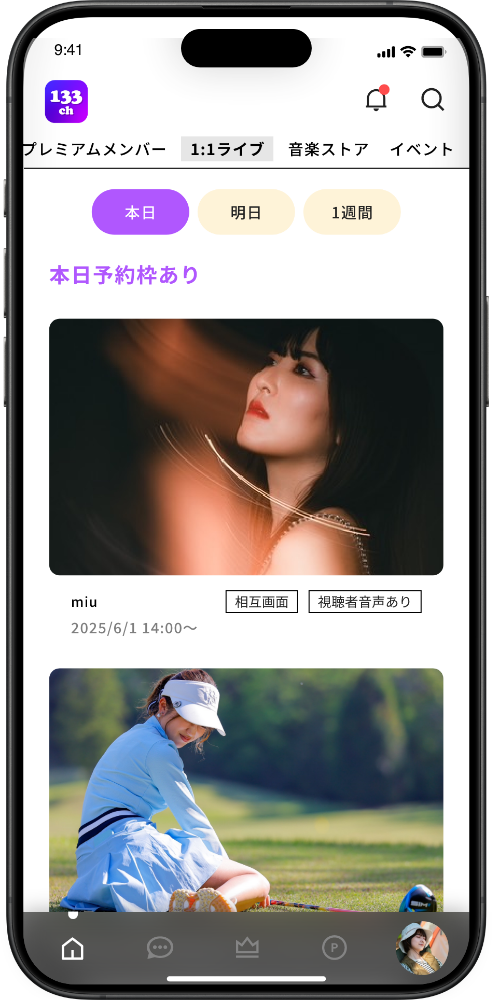 9:41
133
ch
プレミアムメンバー 1:1ライブ 音楽ストア イベント
本日 明日 1週間
本日予約枠あり
miu 相互画面 視聴者音声あり
2025/6/1 14:00〜
P